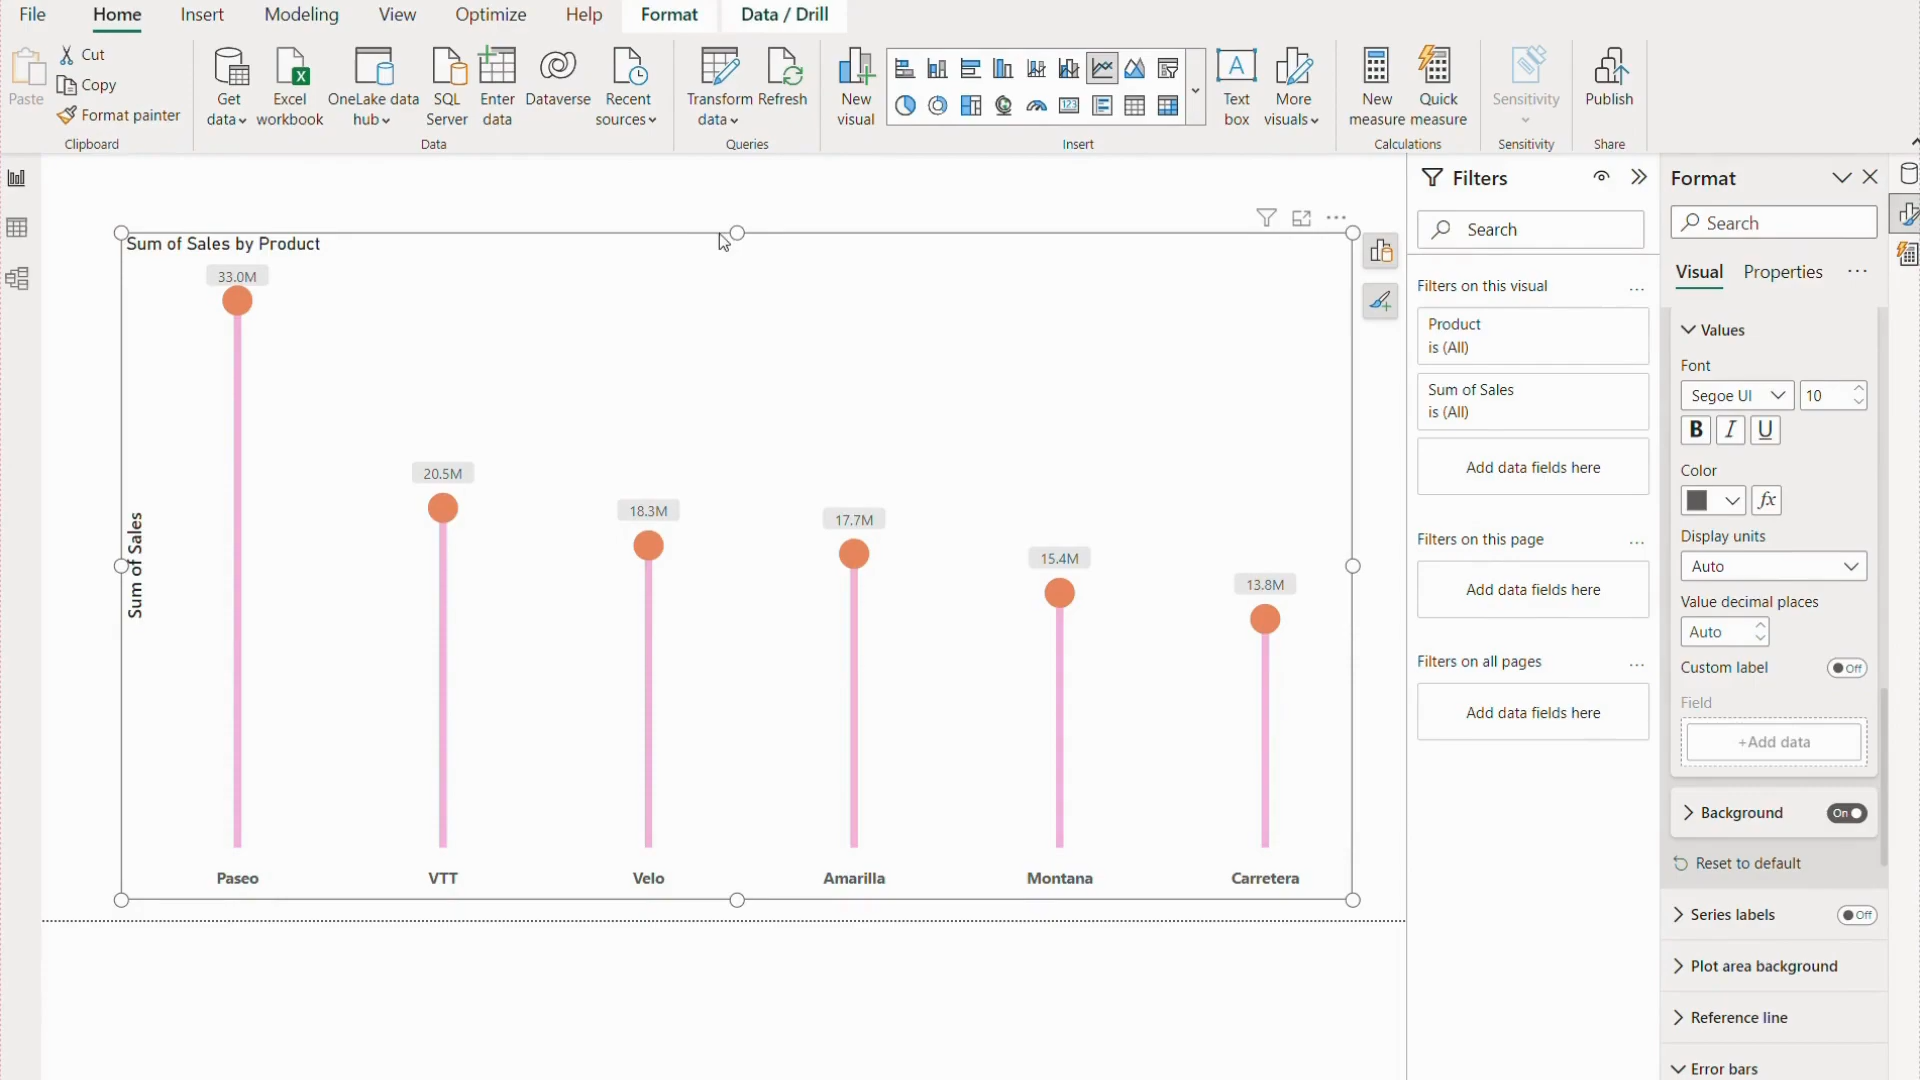 File Home Insert Modeling View Optimize Help Format Data / Drill
Paste
Cut
Copy
Format painter
Clipboard
Get data
Excel workbook
OneLake data hub
SQL Server
Enter data
Dataverse
Recent sources
Data
Transform data
Refresh
Queries
New visual
123
A
Text box
More visuals
Insert
New measure
Quick measure
Calculations
Sensitivity
Sensitivity
Publish
Share
Sum of Sales by Product
33.0M
20.5M
18.3M
17.7M
15.4M
13.8M
Sum of Sales
Paseo VTT Velo Amarilla Montana Carretera
Filters
Search
Filters on this visual ...
Product
is (All)
Sum of Sales
is (All)
Add data fields here
Filters on this page ...
Add data fields here
Filters on all pages ...
Add data fields here
Format
Search
Visual Properties ...
Values
Font
Segoe UI 10
B I U
Color
fx
Display units
Auto
Value decimal places
Auto
Custom label Off
Field
+Add data
Background On
Reset to default
Series labels Off
Plot area background
Reference line
Error bars